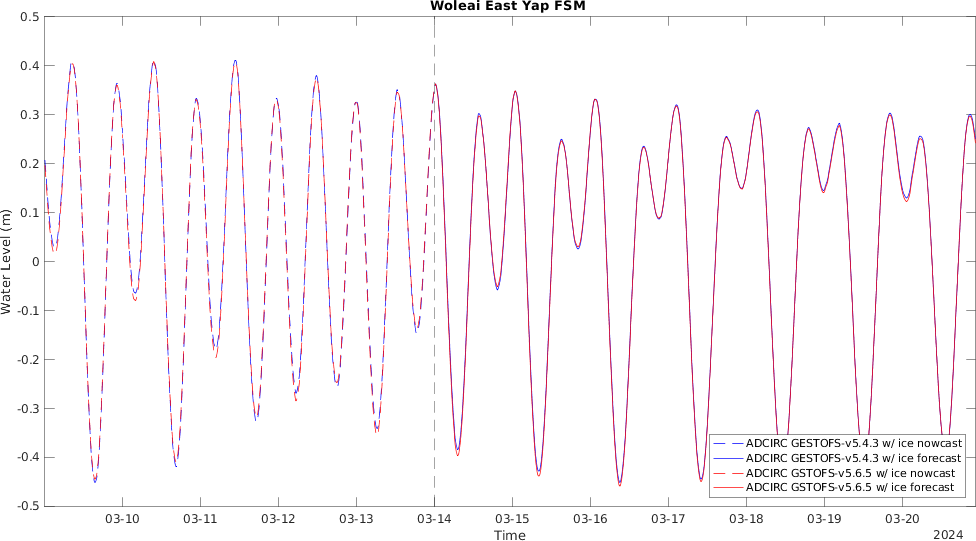 Woleai East Yap FSM
0.5
0.4
0.3
0.2
0.1
0
-0.1
-0.2
-0.3
-0.4
-0.5
Water Level (m)
ADCIRC GESTOFS-v5.4.3 w/ ice nowcast
ADCIRC GESTOFS-v5.4.3 w/ ice forecast
ADCIRC GSTOFS-v5.6.5 w/ ice nowcast
ADCIRC GSTOFS-v5.6.5 w/ ice forecast
03-10 03-11 03-12 03-13 03-14 03-15 03-16 03-17 03-18 03-19 03-20
Time
2024